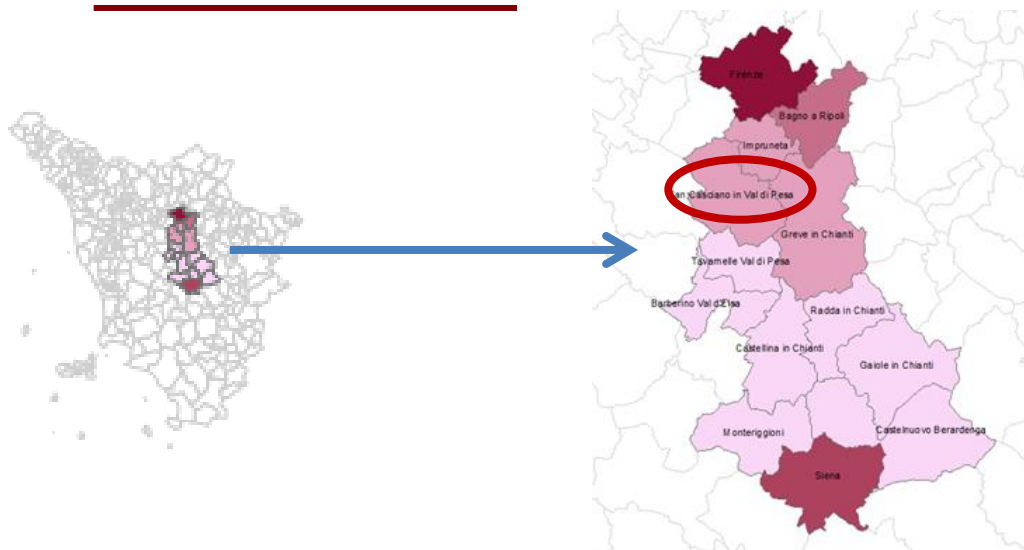 Firenze
Bagno a Ripoli
Impruneta
San Casciano in Val di Pesa
Greve in Chianti
Tavarnelle Val di Pesa
Barberino Val d'Elsa
Radda in Chianti
Castellina in Chianti
Gaiole in Chianti
Monteriggioni
Castelnuovo Berardenga
Siena